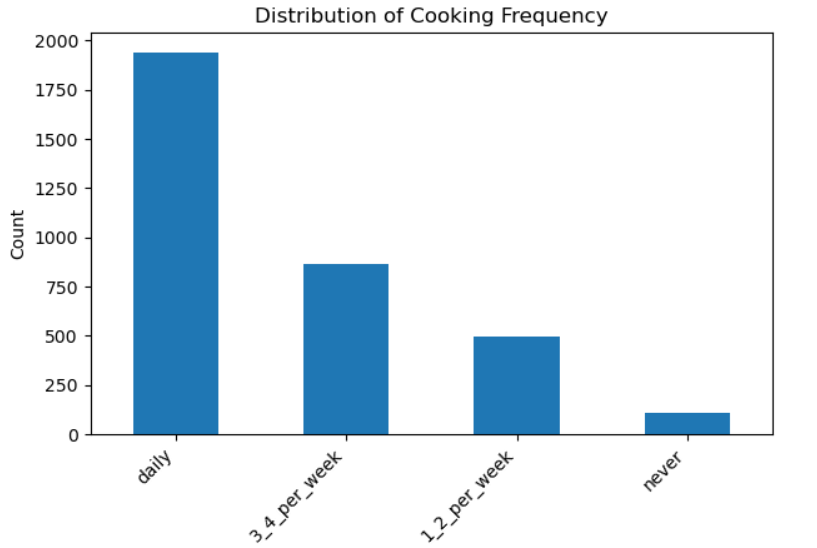 Distribution of Cooking Frequency
2000
1750
1500
1250
1000
750
500
250
0
Count
daily
3_4_per_week
1_2_per_week
never